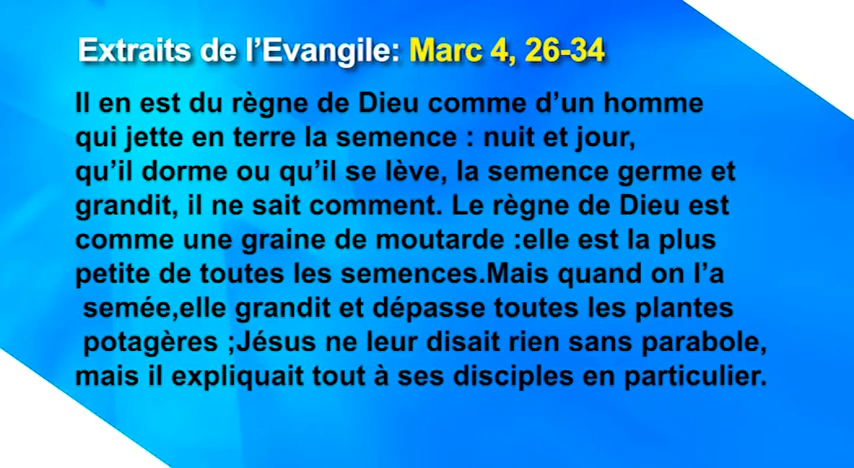 Extraits de l’Evangile: Marc 4, 26-34
Il en est du règne de Dieu comme d’un homme
qui jette en terre la semence : nuit et jour,
qu’il dorme ou qu’il se lève, la semence germe et
grandit, il ne sait comment. Le règne de Dieu est
comme une graine de moutarde :elle est la plus
petite de toutes les semences.Mais quand on l’a
semée,elle grandit et dépasse toutes les plantes
potagères ;Jésus ne leur disait rien sans parabole,
mais il expliquait tout à ses disciples en particulier.